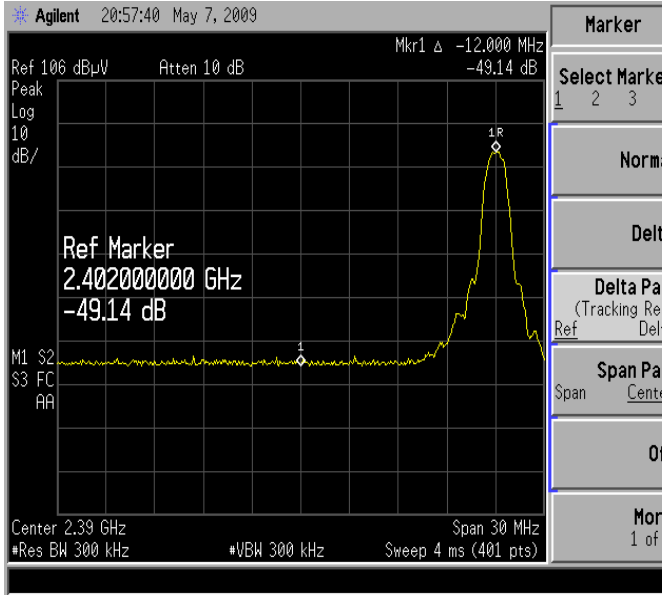 Agilent 20:57:40 May 7, 2009
Marker
Mkr1 Δ -12.000 MHz
Ref 106 dBµV Atten 10 dB -49.14 dB
Peak
Log
10
dB/
Select Marke
1 2 3
1R
Norma
Ref Marker
2.402000000 GHz
-49.14 dB
Delt
Delta Pa
(Tracking Re
Ref Del
1
M1 S2
S3 FC
AA
Span Pa
Span Cente
Of
Center 2.39 GHz Span 30 MHz
#Res BW 300 kHz #VBW 300 kHz Sweep 4 ms (401 pts)
Mor
1 of